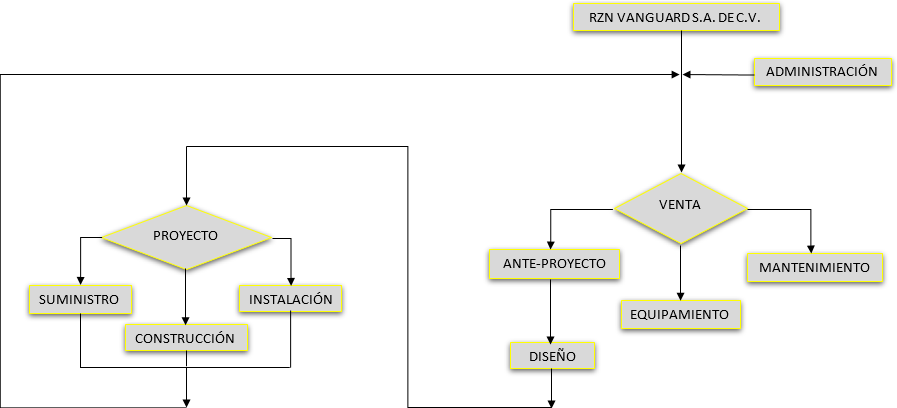 RZN VANGUARD S.A. DE C.V.
ADMINISTRACIÓN
VENTA
PROYECTO
ANTE-PROYECTO
MANTENIMIENTO
SUMINISTRO
INSTALACIÓN
EQUIPAMIENTO
CONSTRUCCIÓN
DISEÑO